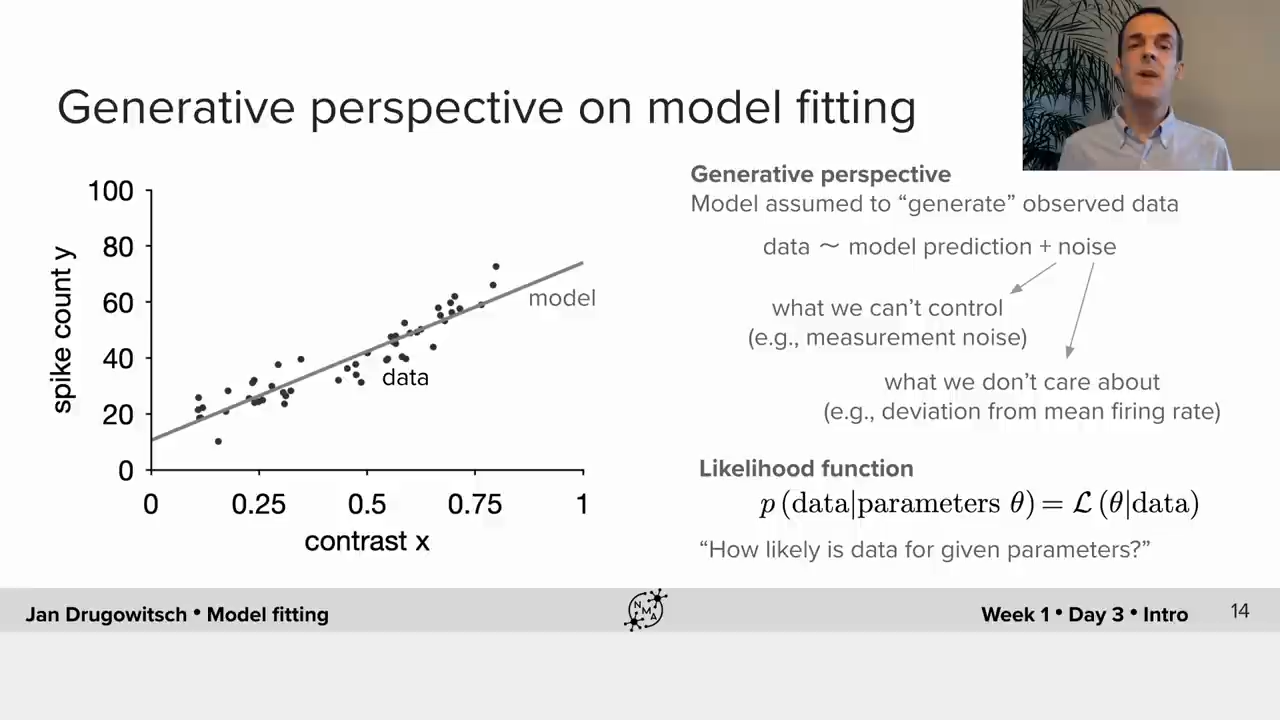 Generative perspective on model fitting
100
80
60
40
20
0
spike count y
model
data
0 0.25 0.5 0.75 1
contrast x
Generative perspective
Model assumed to “generate” observed data
data ∼ model prediction + noise
what we can’t control
(e.g., measurement noise)
what we don’t care about
(e.g., deviation from mean firing rate)
Likelihood function
p (data|parameters θ) = ℒ (θ|data)
“How likely is data for given parameters?”
Jan Drugowitsch • Model fitting
N M A
Week 1 • Day 3 • Intro
14